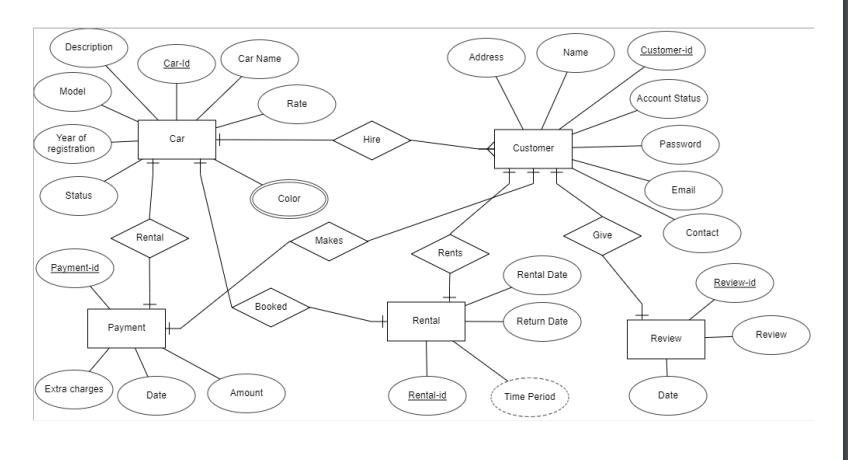 Description
Car-Id
Car Name
Model
Rate
Year of
registration
Car
Status
Color
Hire
Address
Name
Customer-id
Account Status
Customer
Password
Email
Contact
Rental
Makes
Rents
Give
Payment-id
Booked
Rental Date
Review-id
Payment
Rental
Return Date
Review
Review
Extra charges
Date
Amount
Rental-id
Time Period
Date